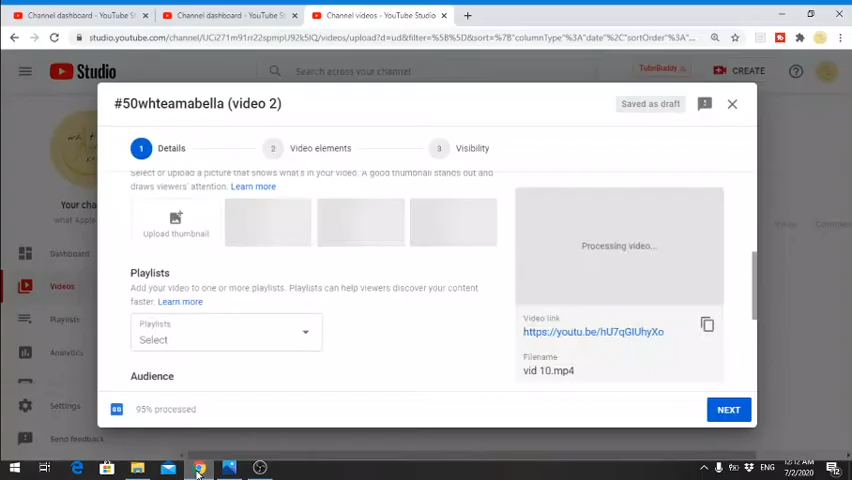 Channel dashboard - YouTube St
Channel dashboard - YouTube St
Channel videos - YouTube Studio
studio.youtube.com/channel/UCi271m91rr22spmpU92k5lQ/videos/upload?d=ud&filter=%5B%5D&sort=%7B"columnType"%3A"date"%2C"sortOrder"%3A
Studio
Search across your channel
TubeBuddy
CREATE
#50whteamabella (video 2)
Saved as draft
1 Details
2 Video elements
3 Visibility
Select or upload a picture that shows what's in your video. A good thumbnail stands out and
draws viewers' attention. Learn more
Upload thumbnail
Processing video...
Your cha
what Apple
Dashboard
Videos
Playlists
Analytics
Settings
Send feedback
Playlists
Add your video to one or more playlists. Playlists can help viewers discover your content
faster. Learn more
Playlists
Select
Audience
Video link
https://youtu.be/hU7qGIUhyXo
Filename
vid 10.mp4
SD
95% processed
NEXT
ENG
12:12 AM
7/2/2020